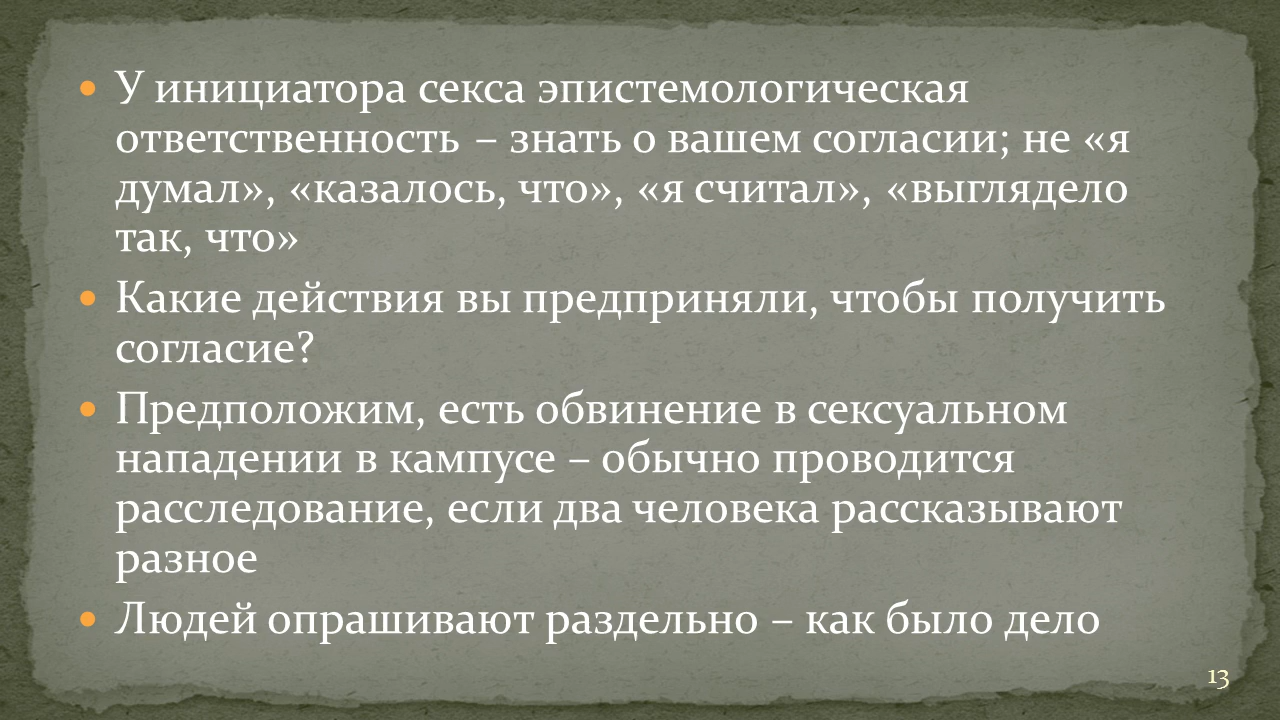 • У инициатора секса эпистемологическая
ответственность – знать о вашем согласии; не «я
думал», «казалось, что», «я считал», «выглядело
так, что»
• Какие действия вы предприняли, чтобы получить
согласие?
• Предположим, есть обвинение в сексуальном
нападении в кампусе – обычно проводится
расследование, если два человека рассказывают
разное
• Людей опрашивают раздельно – как было дело
13